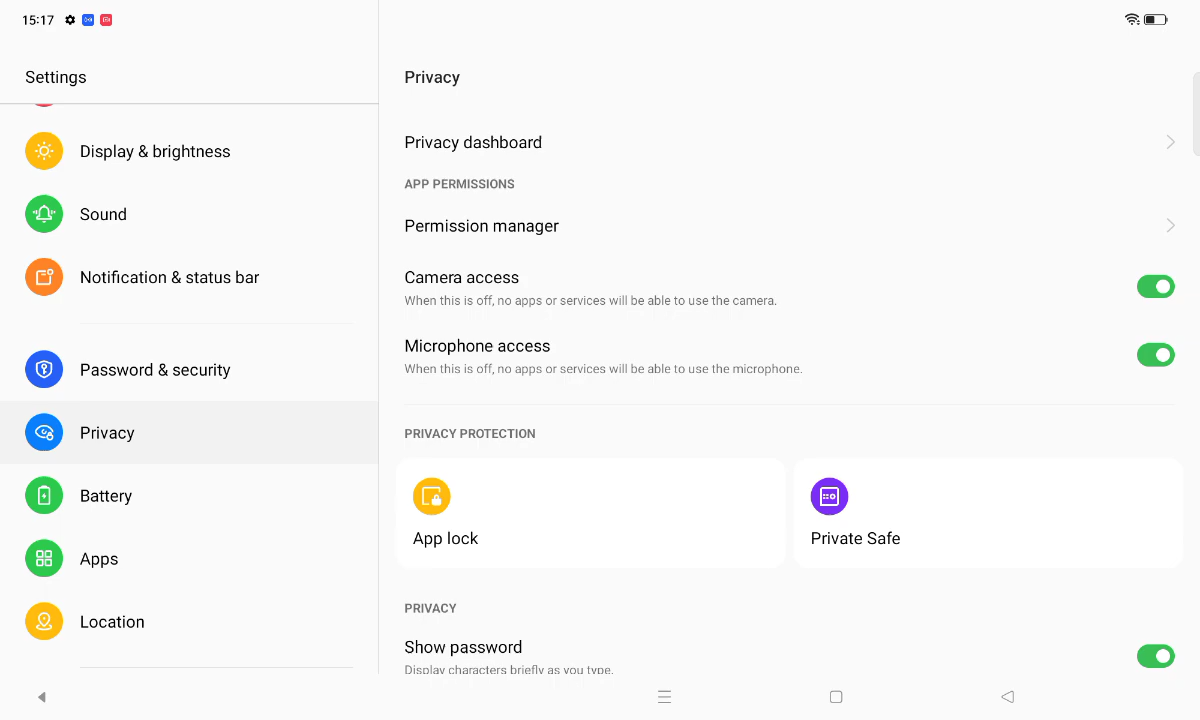 15:17
Settings
Display & brightness
Sound
Notification & status bar
Password & security
Privacy
Battery
Apps
Location
Privacy
Privacy dashboard
APP PERMISSIONS
Permission manager
Camera access
When this is off, no apps or services will be able to use the camera.
Microphone access
When this is off, no apps or services will be able to use the microphone.
PRIVACY PROTECTION
App lock
Private Safe
PRIVACY
Show password
Display characters briefly as you type.